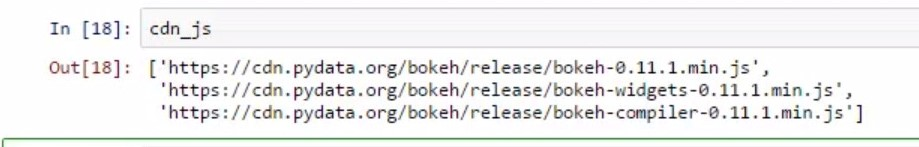 In [18]: cdn_js
Out[18]: ['https://cdn.pydata.org/bokeh/release/bokeh-0.11.1.min.js',
'https://cdn.pydata.org/bokeh/release/bokeh-widgets-0.11.1.min.js',
'https://cdn.pydata.org/bokeh/release/bokeh-compiler-0.11.1.min.js']